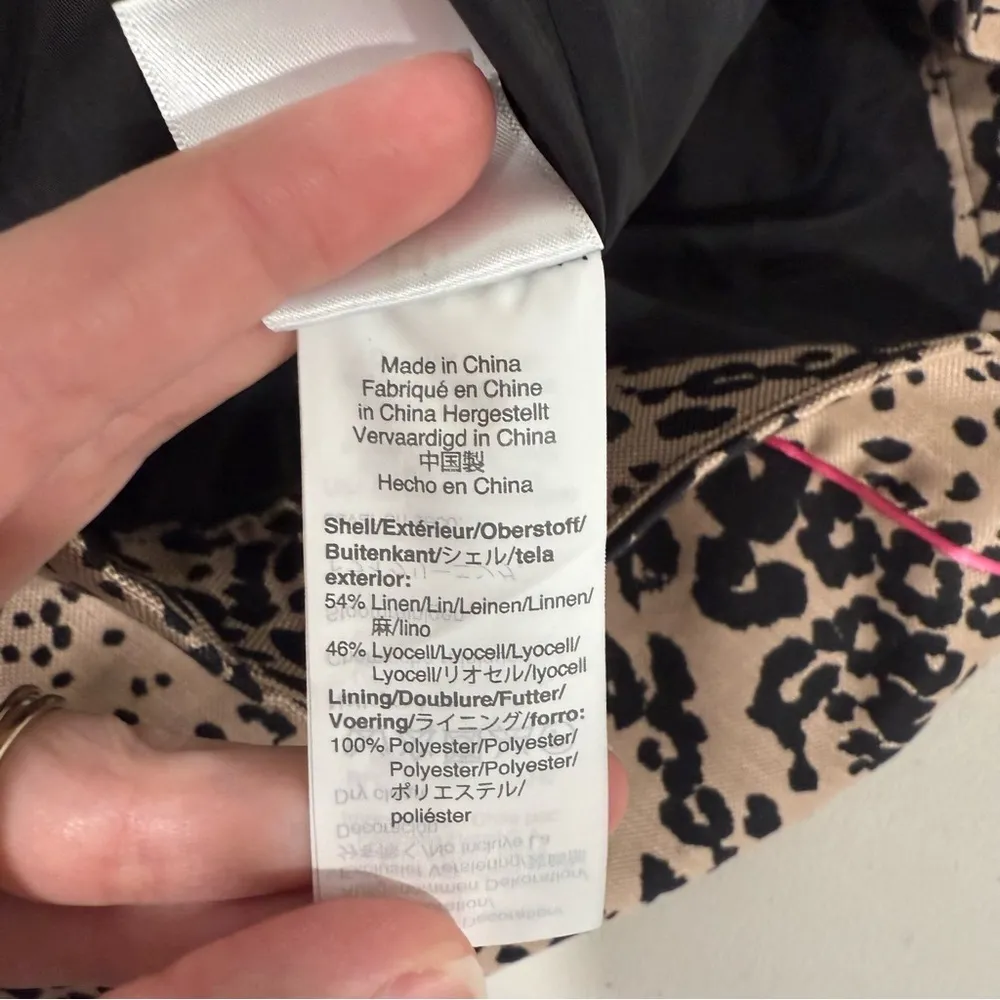 Made in China
Fabriqué en Chine
in China Hergestellt
Vervaardigd in China
中国製
Hecho en China
Shell/Extérieur/Oberstoff/
Buitenkant/シェル/tela
exterior:
54% Linen/Lin/Leinen/Linnen/
麻/lino
46% Lyocell/Lyocell/Lyocell/
Lyocell/リオセル/lyocell
Lining/Doublure/Futter/
Voering/ライニング/forro:
100% Polyester/Polyester/
Polyester/Polyester/
ポリエステル/
poliéster